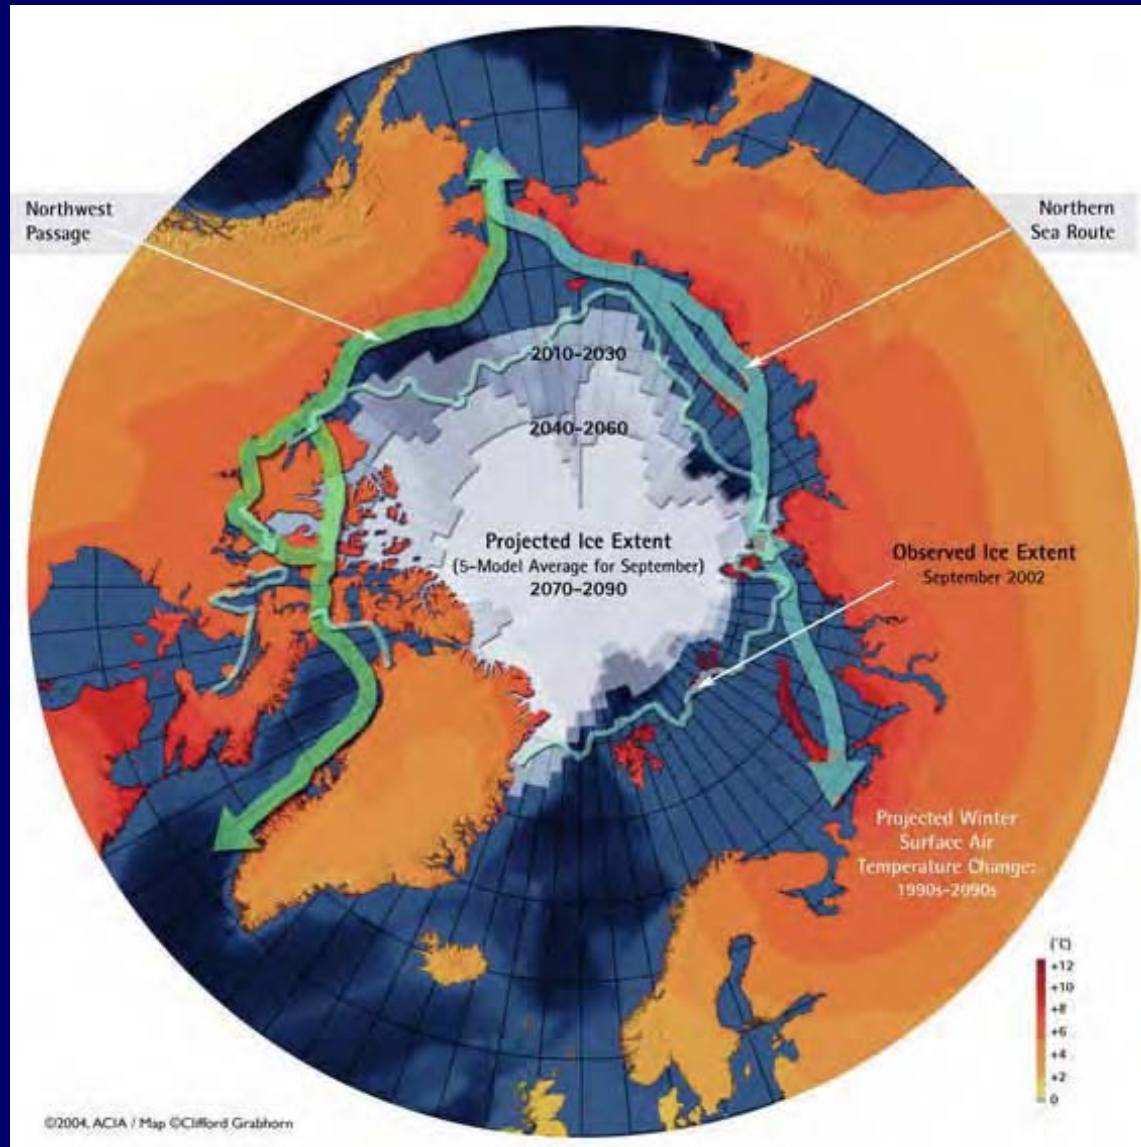 Northwest
Passage
Northern
Sea Route
2010-2030
2040-2060
Projected Ice Extent
(5-Model Average for September)
2070-2090
Observed Ice Extent
September 2002
Projected Winter
Surface Air
Temperature Change:
1990s-2090s
(°C)
+12
+10
+8
+6
+4
+2
0
©2004, ACIA / Map ©Clifford Grabhorn